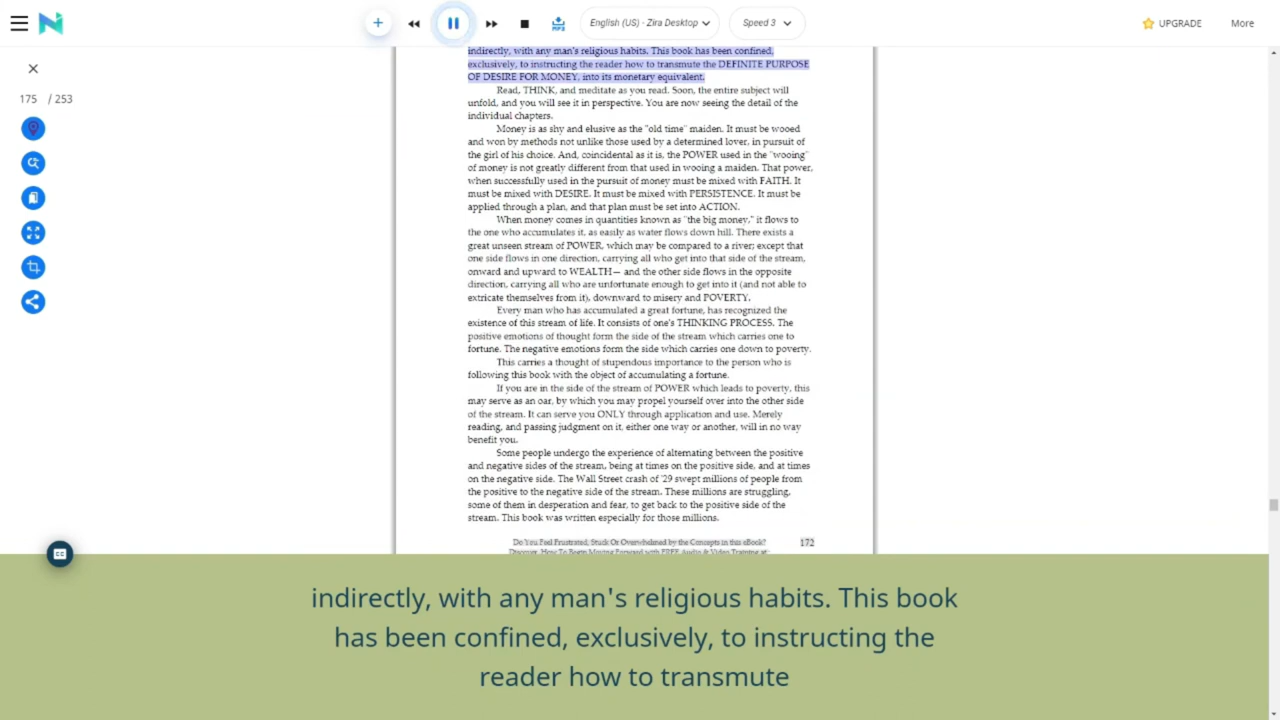 English (US) - Zira Desktop
Speed 3
UPGRADE
More
175 / 253
indirectly, with any man's religious habits. This book has been confined,
exclusively, to instructing the reader how to transmute the DEFINITE PURPOSE
OF DESIRE FOR MONEY, into its monetary equivalent.
Read, THINK, and meditate as you read. Soon, the entire subject will
unfold, and you will see it in perspective. You are now seeing the detail of the
individual chapters.
Money is as shy and elusive as the "old time" maiden. It must be wooed
and won by methods not unlike those used by a determined lover, in pursuit of
the girl of his choice. And, coincidental as it is, the POWER used in the "wooing"
of money is not greatly different from that used in wooing a maiden. That power,
when successfully used in the pursuit of money must be mixed with FAITH. It
must be mixed with DESIRE. It must be mixed with PERSISTENCE. It must be
applied through a plan, and that plan must be set into ACTION.
When money comes in quantities known as "the big money," it flows to
the one who accumulates it, as easily as water flows down hill. There exists a
great unseen stream of POWER, which may be compared to a river; except that
one side flows in one direction, carrying all who get into that side of the stream,
onward and upward to WEALTH— and the other side flows in the opposite
direction, carrying all who are unfortunate enough to get into it (and not able to
extricate themselves from it), downward to misery and POVERTY.
Every man who has accumulated a great fortune, has recognized the
existence of this stream of life. It consists of one's THINKING PROCESS. The
positive emotions of thought form the side of the stream which carries one to
fortune. The negative emotions form the side which carries one down to poverty.
This carries a thought of stupendous importance to the person who is
following this book with the object of accumulating a fortune.
If you are in the side of the stream of POWER which leads to poverty, this
may serve as an oar, by which you may propel yourself over into the other side
of the stream. It can serve you ONLY through application and use. Merely
reading, and passing judgment on it, either one way or another, will in no way
benefit you.
Some people undergo the experience of alternating between the positive
and negative sides of the stream, being at times on the positive side, and at times
on the negative side. The Wall Street crash of '29 swept millions of people from
the positive to the negative side of the stream. These millions are struggling,
some of them in desperation and fear, to get back to the positive side of the
stream. This book was written especially for those millions.
Do You Feel Frustrated, Stuck Or Overwhelmed by the Concepts in this eBook? 172
Discover, How To Begin Moving Forward with FREE Audio & Video Training at:
CC
indirectly, with any man's religious habits. This book
has been confined, exclusively, to instructing the
reader how to transmute